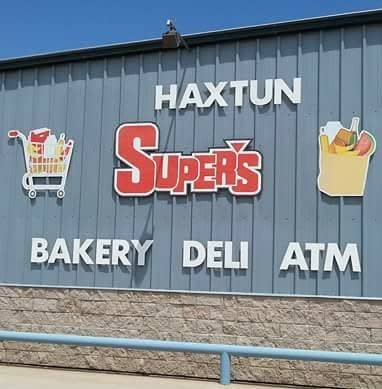 HAXTUN
SUPER'S
BAKERY DELI ATM